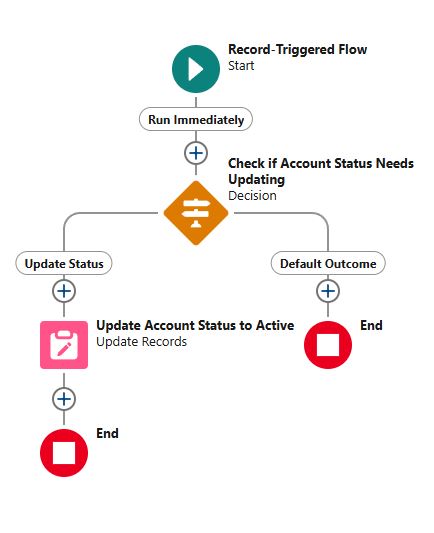 Record-Triggered Flow
Start
Run Immediately
Check if Account Status Needs
Updating
Decision
Update Status
Default Outcome
Update Account Status to Active
Update Records
End
End